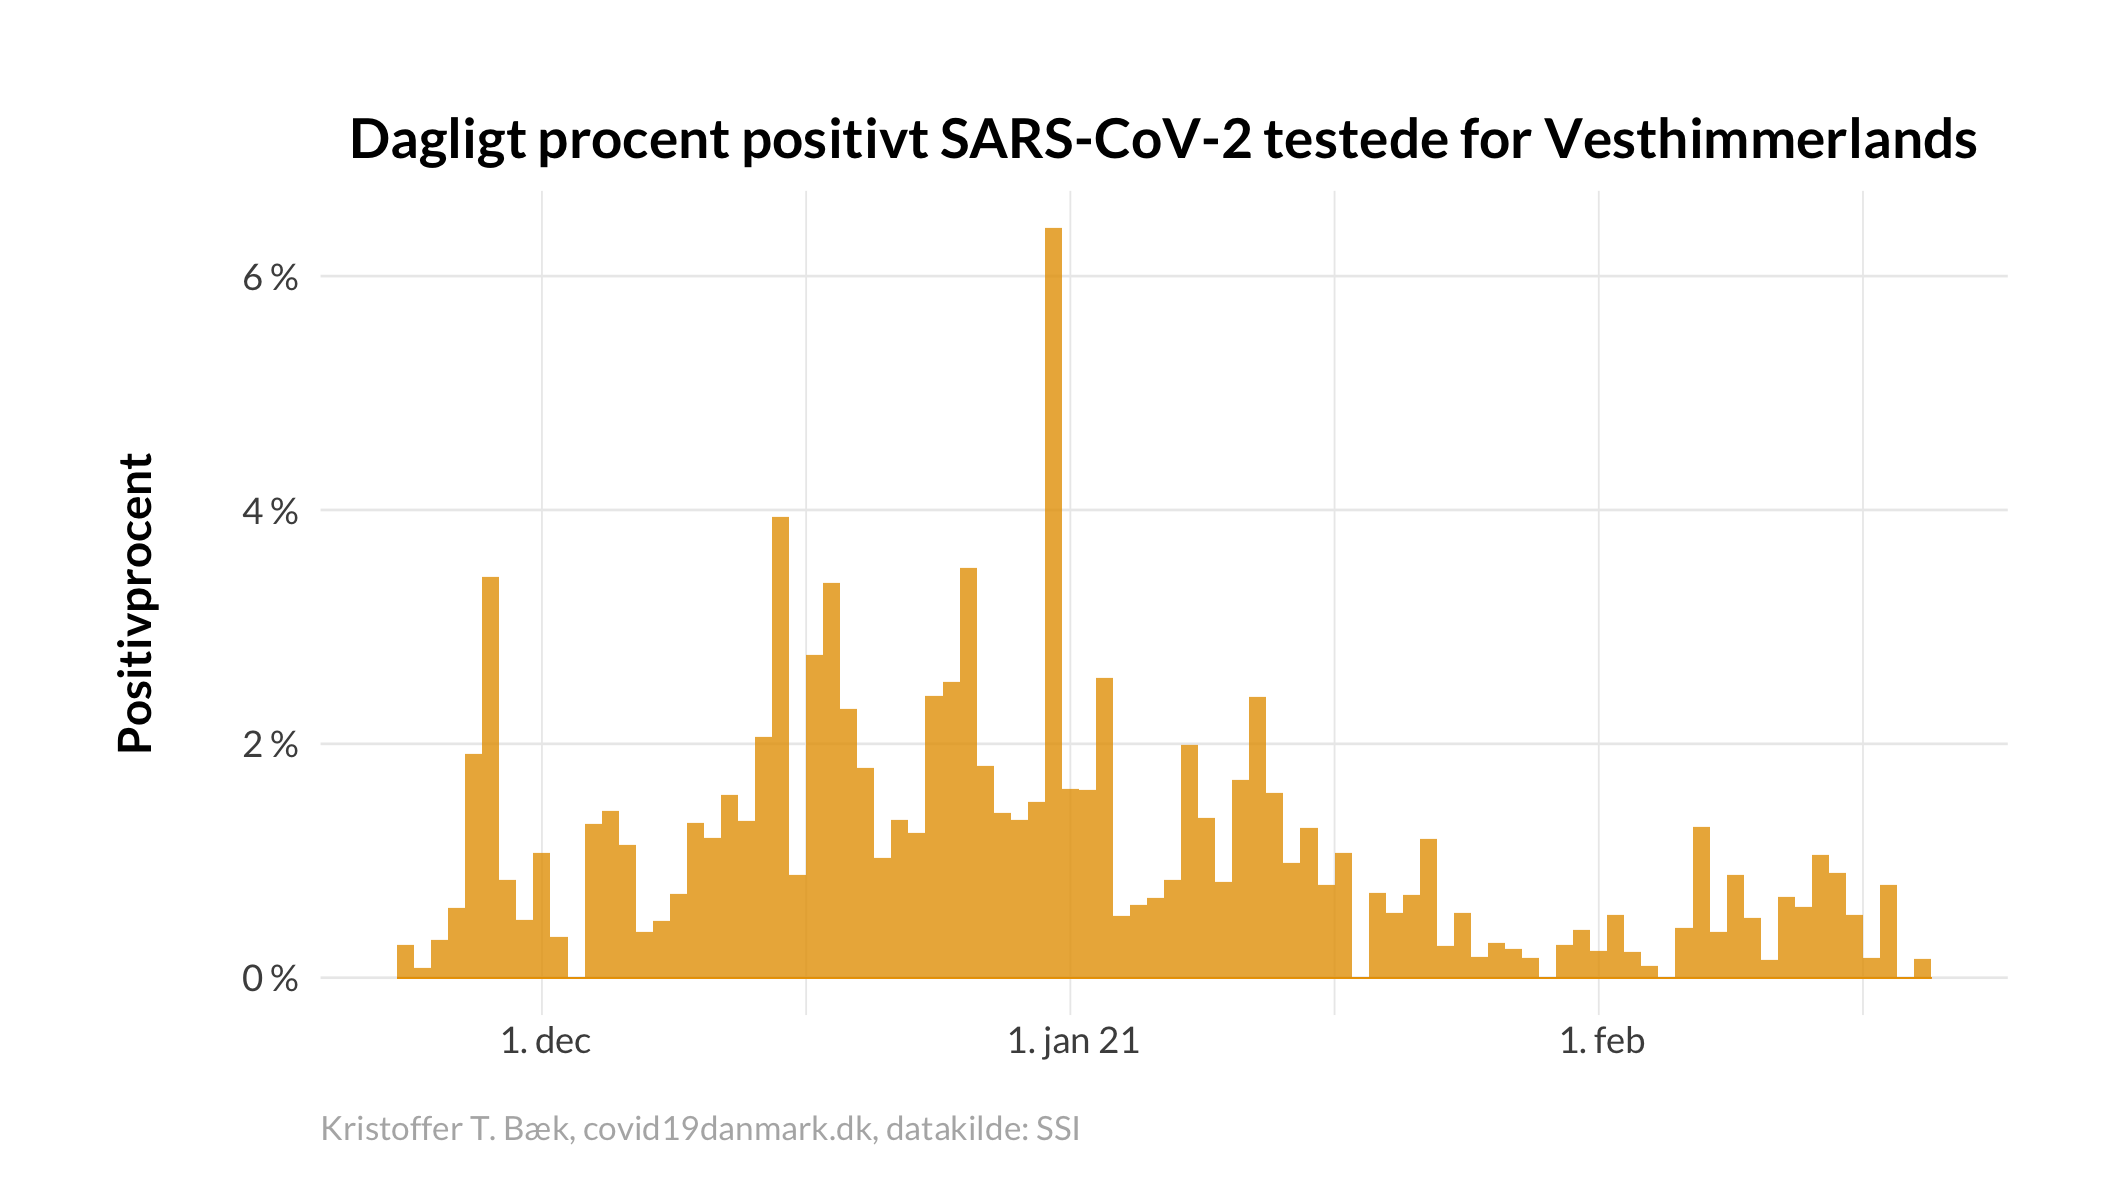 Dagligt procent positivt SARS-CoV-2 testede for Vesthimmerlands
Positivprocent
6 %
4 %
2 %
0 %
1. dec
1. jan 21
1. feb
Kristoffer T. Bæk, covid19danmark.dk, datakilde: SSI